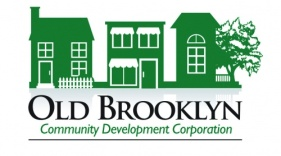 OLD BROOKLYN
Community Development Corporation